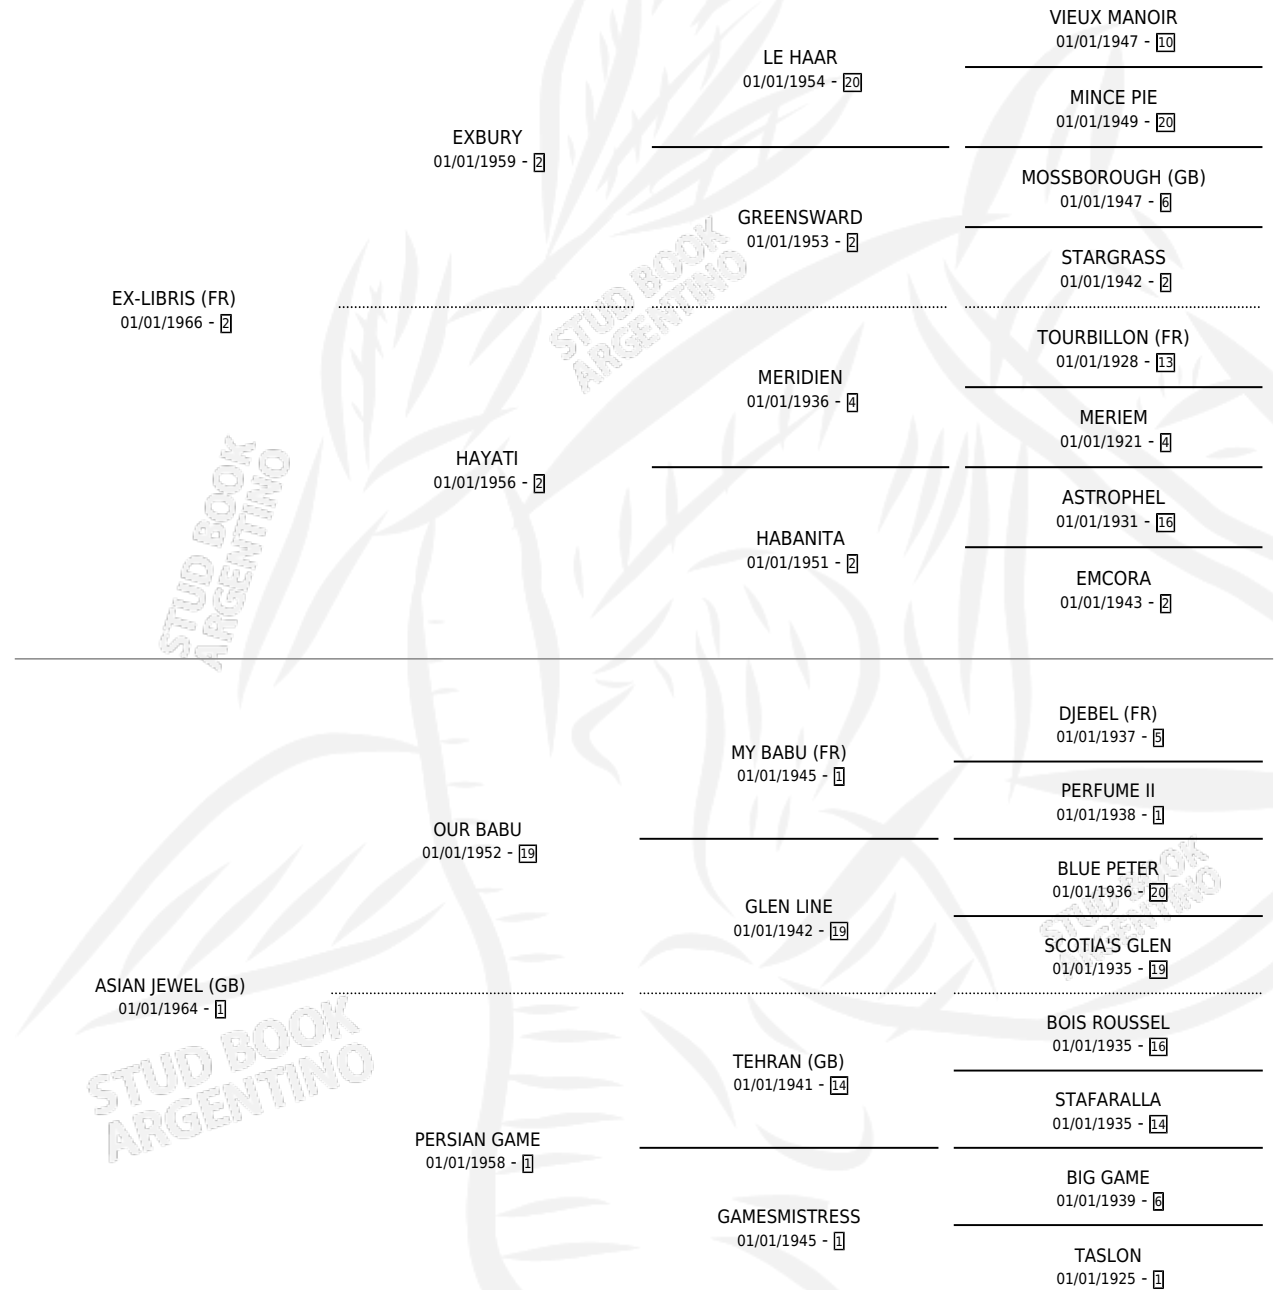 VIEUX MANOIR
01/01/1947 - 10
LE HAAR
01/01/1954 - 20
MINCE PIE
01/01/1949 - 20
EXBURY
01/01/1959 - 2
MOSSBOROUGH (GB)
01/01/1947 - 6
GREENSWARD
01/01/1953 - 2
STARGRASS
01/01/1942 - 2
EX-LIBRIS (FR)
01/01/1966 - 2
TOURBILLON (FR)
01/01/1928 - 13
MERIDIEN
01/01/1936 - 4
MERIEM
01/01/1921 - 4
HAYATI
01/01/1956 - 2
ASTROPHEL
01/01/1931 - 16
HABANITA
01/01/1951 - 2
EMCORA
01/01/1943 - 2
DJEBEL (FR)
01/01/1937 - 5
MY BABU (FR)
01/01/1945 - 1
PERFUME II
01/01/1938 - 1
OUR BABU
01/01/1952 - 19
BLUE PETER
01/01/1936 - 20
GLEN LINE
01/01/1942 - 19
SCOTIA'S GLEN
01/01/1935 - 19
ASIAN JEWEL (GB)
01/01/1964 - 1
BOIS ROUSSEL
01/01/1935 - 16
TEHRAN (GB)
01/01/1941 - 14
STAFARALLA
01/01/1935 - 14
PERSIAN GAME
01/01/1958 - 1
BIG GAME
01/01/1939 - 6
GAMESMISTRESS
01/01/1945 - 1
TASLON
01/01/1925 - 1
STUD BOOK
ARGENTINO
STUD BOOK
ARGENTINO
STUD BOOK
ARGENTINO
STUD BOOK
ARGENTINO